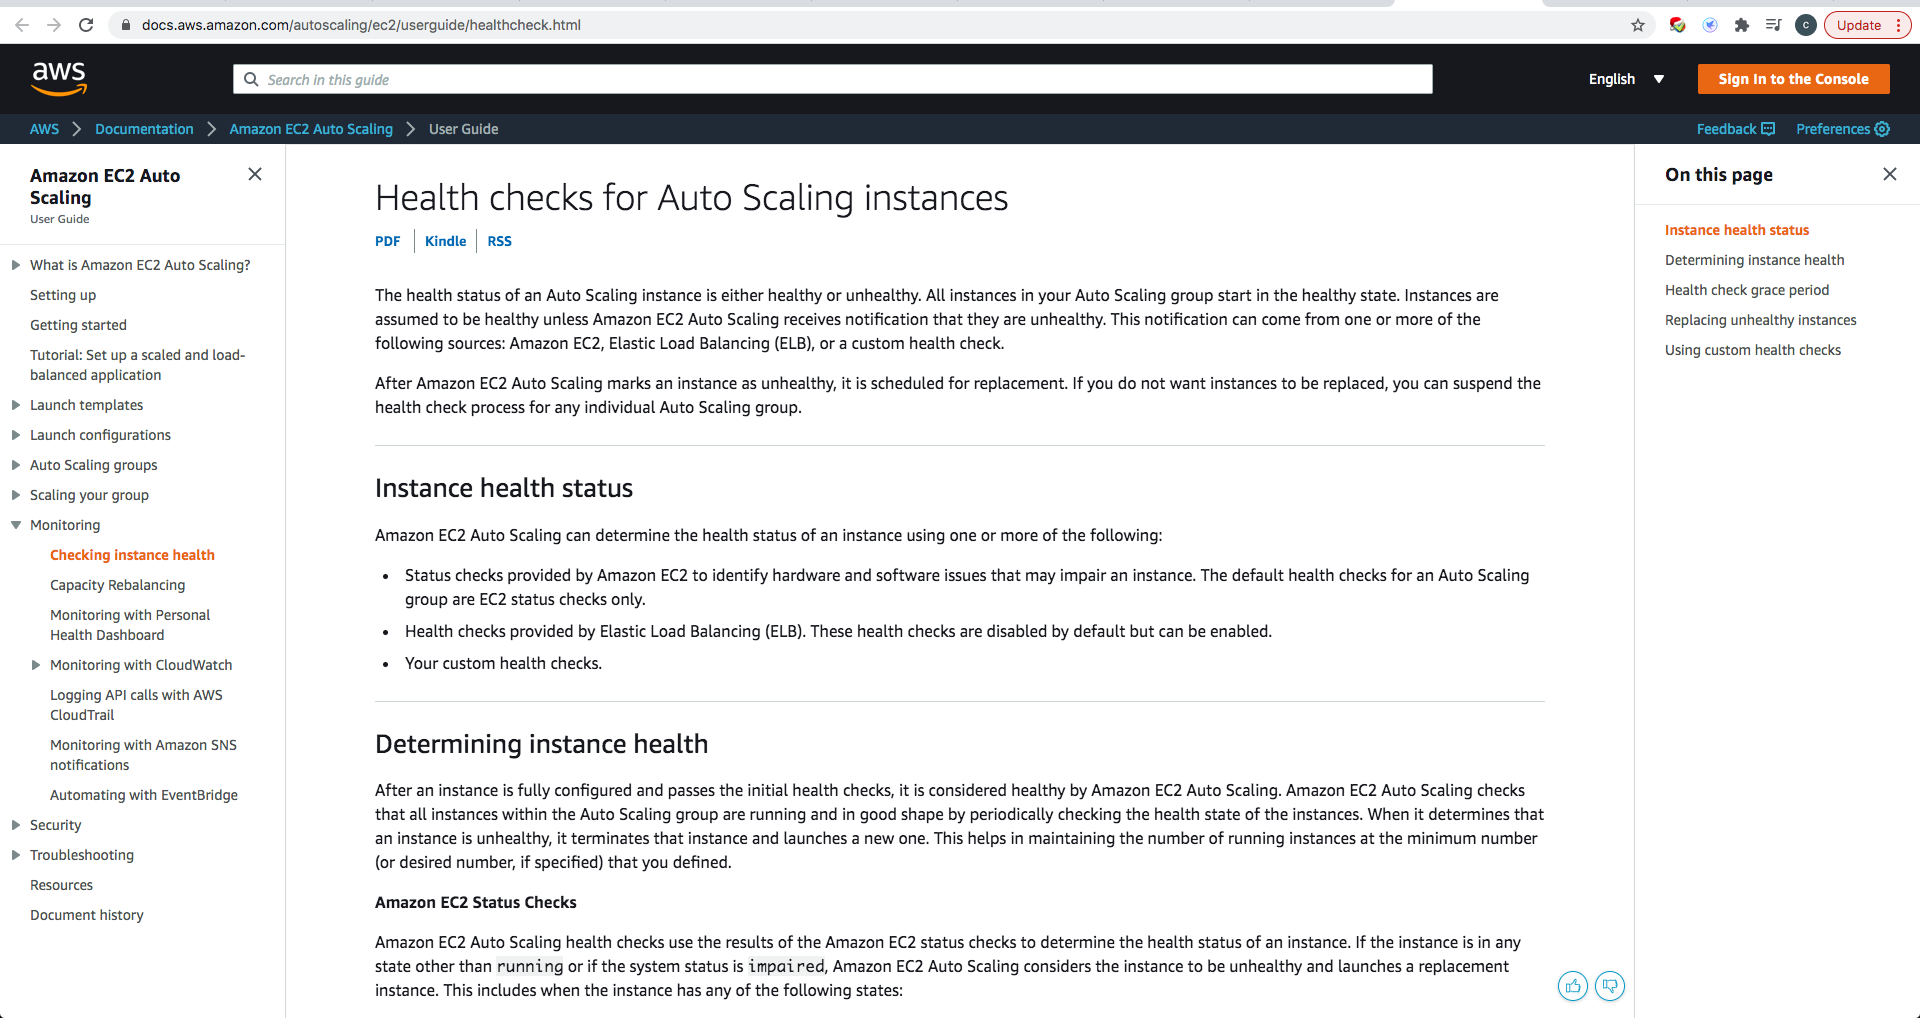 docs.aws.amazon.com/autoscaling/ec2/userguide/healthcheck.html
C
Update
aws
Search in this guide
English
Sign In to the Console
AWS
Documentation
Amazon EC2 Auto Scaling
User Guide
Feedback
Preferences
Amazon EC2 Auto
Scaling
User Guide
What is Amazon EC2 Auto Scaling?
Setting up
Getting started
Tutorial: Set up a scaled and load-
balanced application
Launch templates
Launch configurations
Auto Scaling groups
Scaling your group
Monitoring
Checking instance health
Capacity Rebalancing
Monitoring with Personal
Health Dashboard
Monitoring with CloudWatch
Logging API calls with AWS
CloudTrail
Monitoring with Amazon SNS
notifications
Automating with EventBridge
Security
Troubleshooting
Resources
Document history
Health checks for Auto Scaling instances
PDF
Kindle
RSS
The health status of an Auto Scaling instance is either healthy or unhealthy. All instances in your Auto Scaling group start in the healthy state. Instances are
assumed to be healthy unless Amazon EC2 Auto Scaling receives notification that they are unhealthy. This notification can come from one or more of the
following sources: Amazon EC2, Elastic Load Balancing (ELB), or a custom health check.
After Amazon EC2 Auto Scaling marks an instance as unhealthy, it is scheduled for replacement. If you do not want instances to be replaced, you can suspend the
health check process for any individual Auto Scaling group.
Instance health status
Amazon EC2 Auto Scaling can determine the health status of an instance using one or more of the following:
• Status checks provided by Amazon EC2 to identify hardware and software issues that may impair an instance. The default health checks for an Auto Scaling
group are EC2 status checks only.
• Health checks provided by Elastic Load Balancing (ELB). These health checks are disabled by default but can be enabled.
• Your custom health checks.
Determining instance health
After an instance is fully configured and passes the initial health checks, it is considered healthy by Amazon EC2 Auto Scaling. Amazon EC2 Auto Scaling checks
that all instances within the Auto Scaling group are running and in good shape by periodically checking the health state of the instances. When it determines that
an instance is unhealthy, it terminates that instance and launches a new one. This helps in maintaining the number of running instances at the minimum number
(or desired number, if specified) that you defined.
Amazon EC2 Status Checks
Amazon EC2 Auto Scaling health checks use the results of the Amazon EC2 status checks to determine the health status of an instance. If the instance is in any
state other than running or if the system status is impaired, Amazon EC2 Auto Scaling considers the instance to be unhealthy and launches a replacement
instance. This includes when the instance has any of the following states:
On this page
Instance health status
Determining instance health
Health check grace period
Replacing unhealthy instances
Using custom health checks